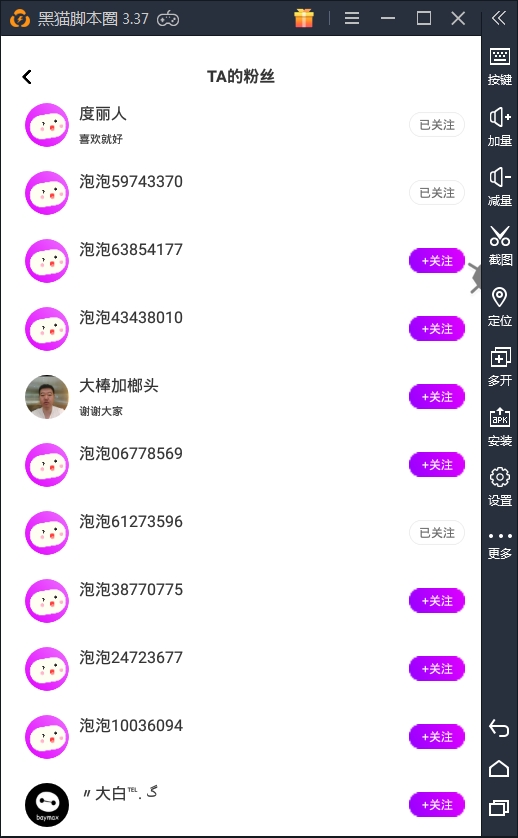 黑猫脚本圈 3.37
TA的粉丝
度丽人
喜欢就好
已关注
泡泡59743370
已关注
泡泡63854177
+关注
泡泡43438010
+关注
大棒加榔头
谢谢大家
+关注
泡泡06778569
+关注
泡泡61273596
已关注
泡泡38770775
+关注
泡泡24723677
+关注
泡泡10036094
+关注
〃大白℡.گ
+关注
baymax
按键
加量
减量
截图
定位
多开
APK
安装
设置
更多